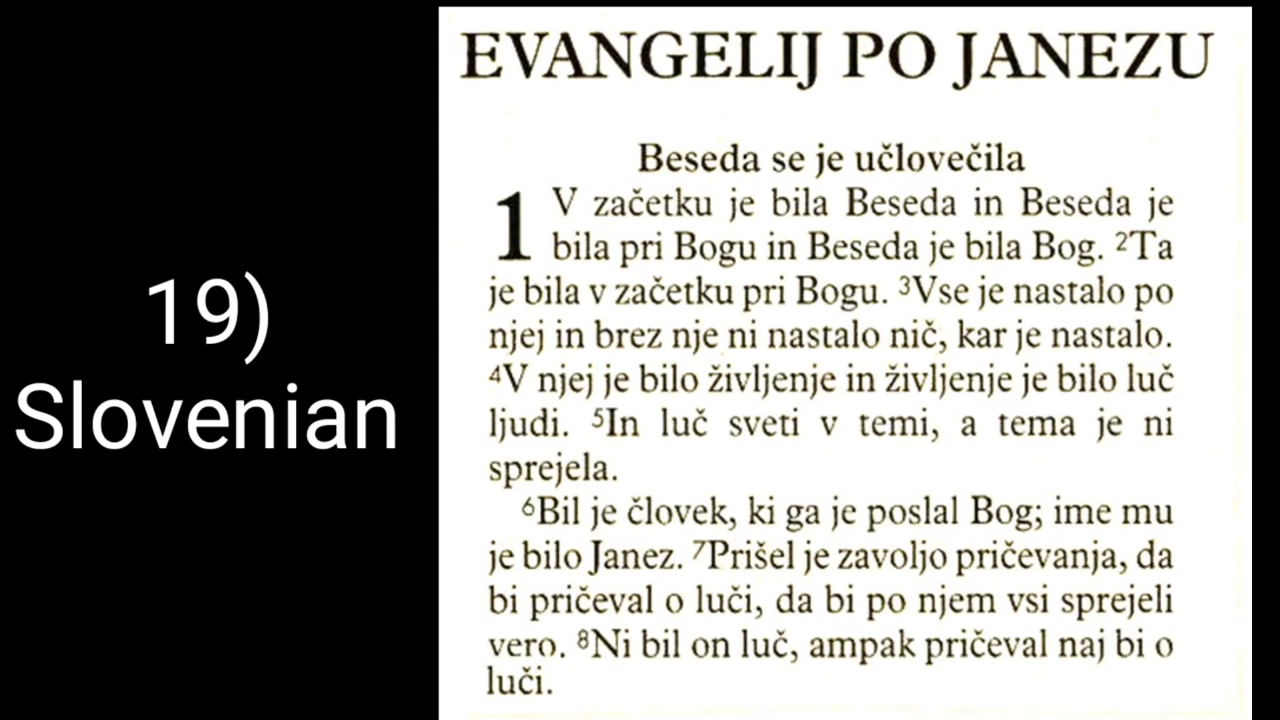 19)
Slovenian
EVANGELIJ PO JANEZU
Beseda se je učlovečila
1 V začetku je bila Beseda in Beseda je
bila pri Bogu in Beseda je bila Bog. ²Ta
je bila v začetku pri Bogu. ³Vse je nastalo po
njej in brez nje ni nastalo nič, kar je nastalo.
⁴V njej je bilo življenje in življenje je bilo luč
ljudi. ⁵In luč sveti v temi, a tema je ni
sprejela.
⁶Bil je človek, ki ga je poslal Bog; ime mu
je bilo Janez. ⁷Prišel je zavoljo pričevanja, da
bi pričeval o luči, da bi po njem vsi sprejeli
vero. ⁸Ni bil on luč, ampak pričeval naj bi o
luči.